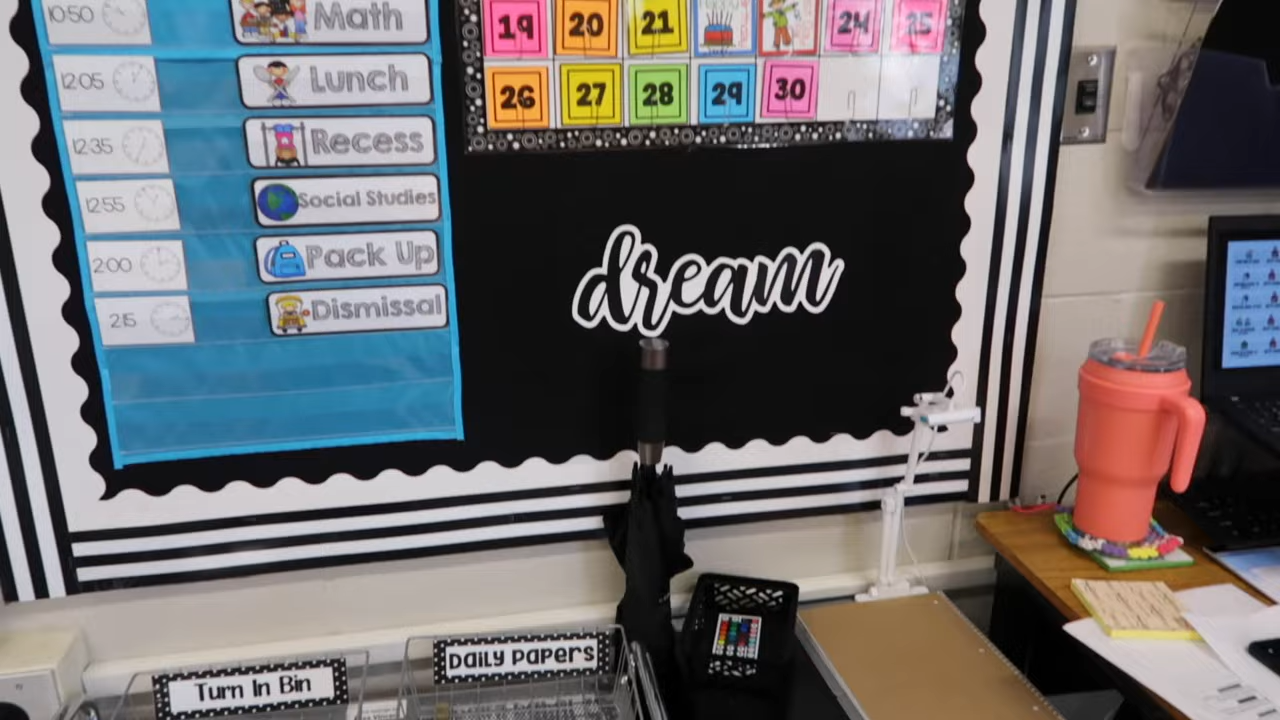 10:50 Math
12:05 Lunch
12:35 Recess
12:55 Social Studies
2:00 Pack Up
2:15 Dismissal
19 20 21 24 25
26 27 28 29 30
dream
Turn In Bin
Daily Papers